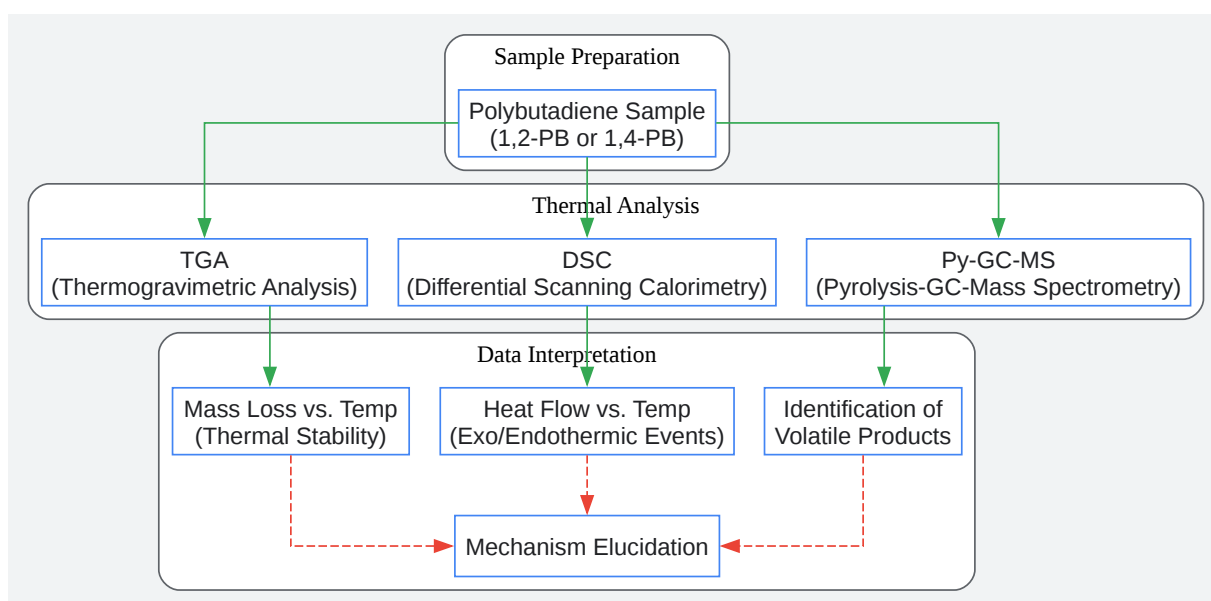 Sample Preparation
Polybutadiene Sample
(1,2-PB or 1,4-PB)
Thermal Analysis
TGA
(Thermogravimetric Analysis)
DSC
(Differential Scanning Calorimetry)
Py-GC-MS
(Pyrolysis-GC-Mass Spectrometry)
Data Interpretation
Mass Loss vs. Temp
(Thermal Stability)
Heat Flow vs. Temp
(Exo/Endothermic Events)
Identification of
Volatile Products
Mechanism Elucidation